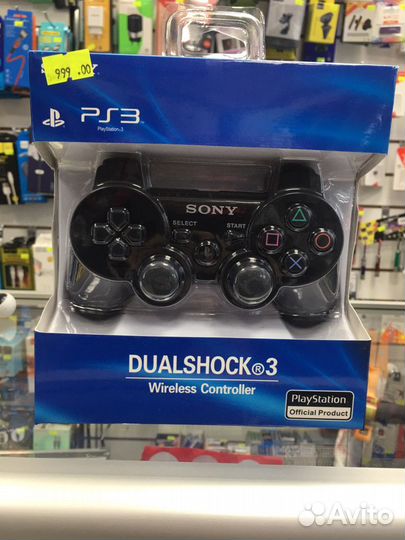 999.00
PS3
PlayStation 3
SONY
SELECT
START
DUALSHOCK®3
Wireless Controller
PlayStation
Official Product
Avito